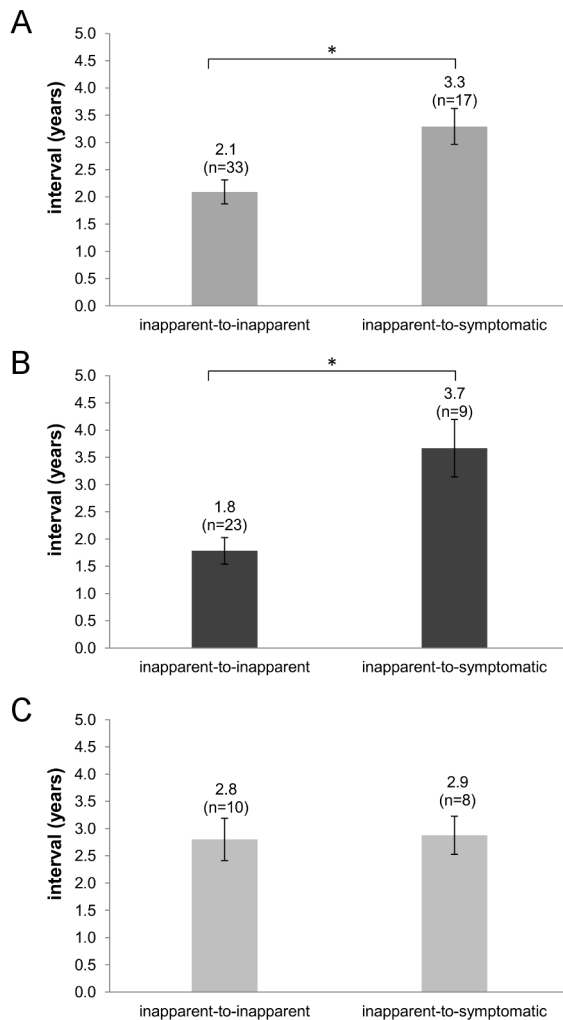 A
interval (years)
5.0
4.5
4.0
3.5
3.0
2.5
2.0
1.5
1.0
0.5
0.0
*
2.1
(n=33)
3.3
(n=17)
inapparent-to-inapparent
inapparent-to-symptomatic
B
interval (years)
5.0
4.5
4.0
3.5
3.0
2.5
2.0
1.5
1.0
0.5
0.0
*
1.8
(n=23)
3.7
(n=9)
inapparent-to-inapparent
inapparent-to-symptomatic
C
interval (years)
5.0
4.5
4.0
3.5
3.0
2.5
2.0
1.5
1.0
0.5
0.0
2.8
(n=10)
2.9
(n=8)
inapparent-to-inapparent
inapparent-to-symptomatic